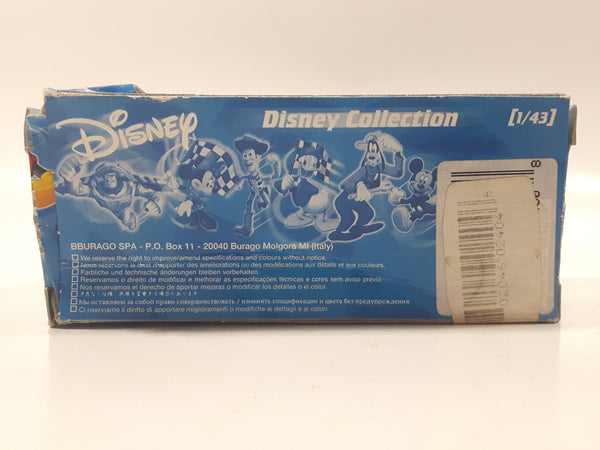 Disney
Disney Collection
[1/43]
BBURAGO SPA - P.O. Box 11 - 20040 Burago Molgora MI (Italy)
We reserve the right to improve/amend specifications and colours without notice.
Nous reservons le droit d'apporter des améliorations ou des modifications aux détails et aux couleurs.
Farbliche und technische änderungen bleiben vorbehalten.
Reservamos o direito de modificar e melhorar as especificações técnicas e cores sem aviso prévio.
Nos reservamos el derecho de aportar mejoras o modificar los detalles o el color.
Мы оставляем за собой право совершенствовать / изменять спецификации и цвета без предупреждения
Ci riserviamo il diritto di apportare miglioramenti o modifiche ai dettagli e ai colori.